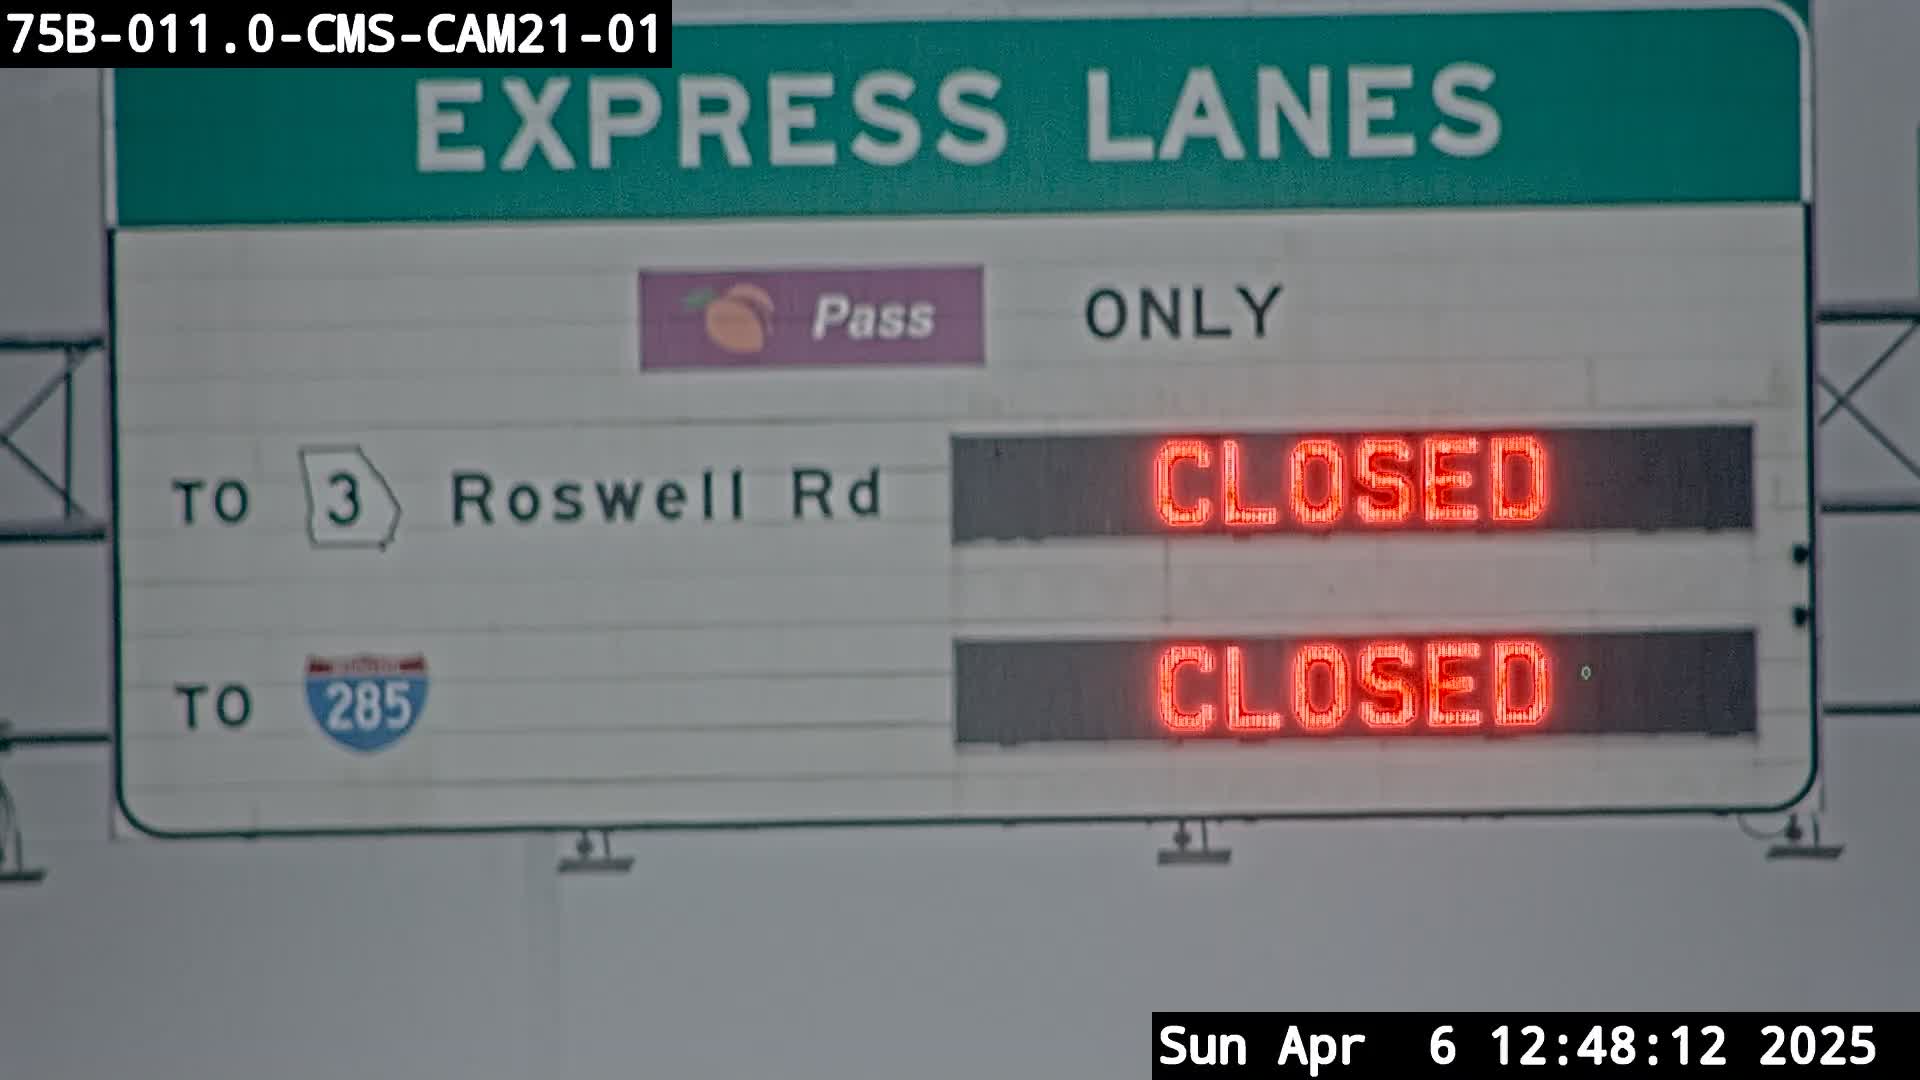 75B-011.0-CMS-CAM21-01
EXPRESS LANES
Pass ONLY
TO 3 Roswell Rd CLOSED
TO 285 CLOSED
Sun Apr 6 12:48:12 2025